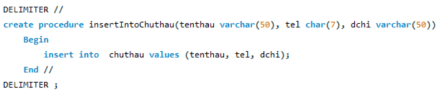 DELIMITER //
create procedure insertIntoChuthau(tenthau varchar(50), tel char(7), dchi varchar(50))
Begin
insert into chuthau values (tenthau, tel, dchi);
End //
DELIMITER ;